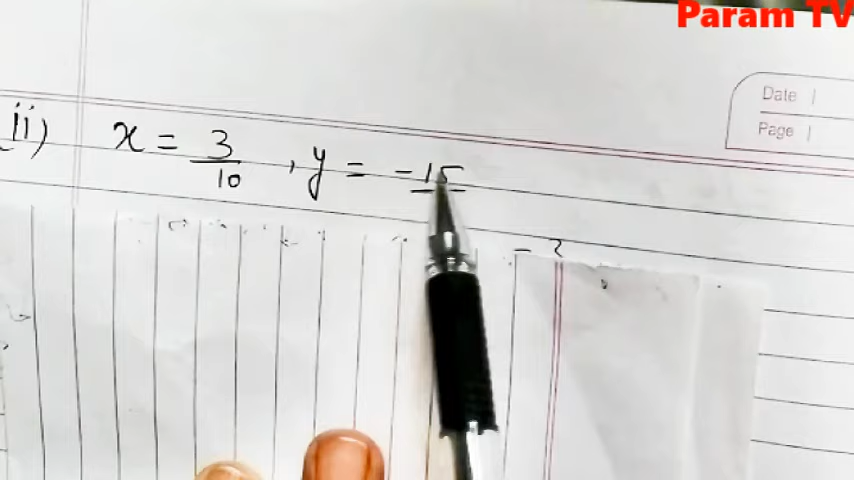 Param TV
Date
Page
ii) x = 3/10 , y = -15